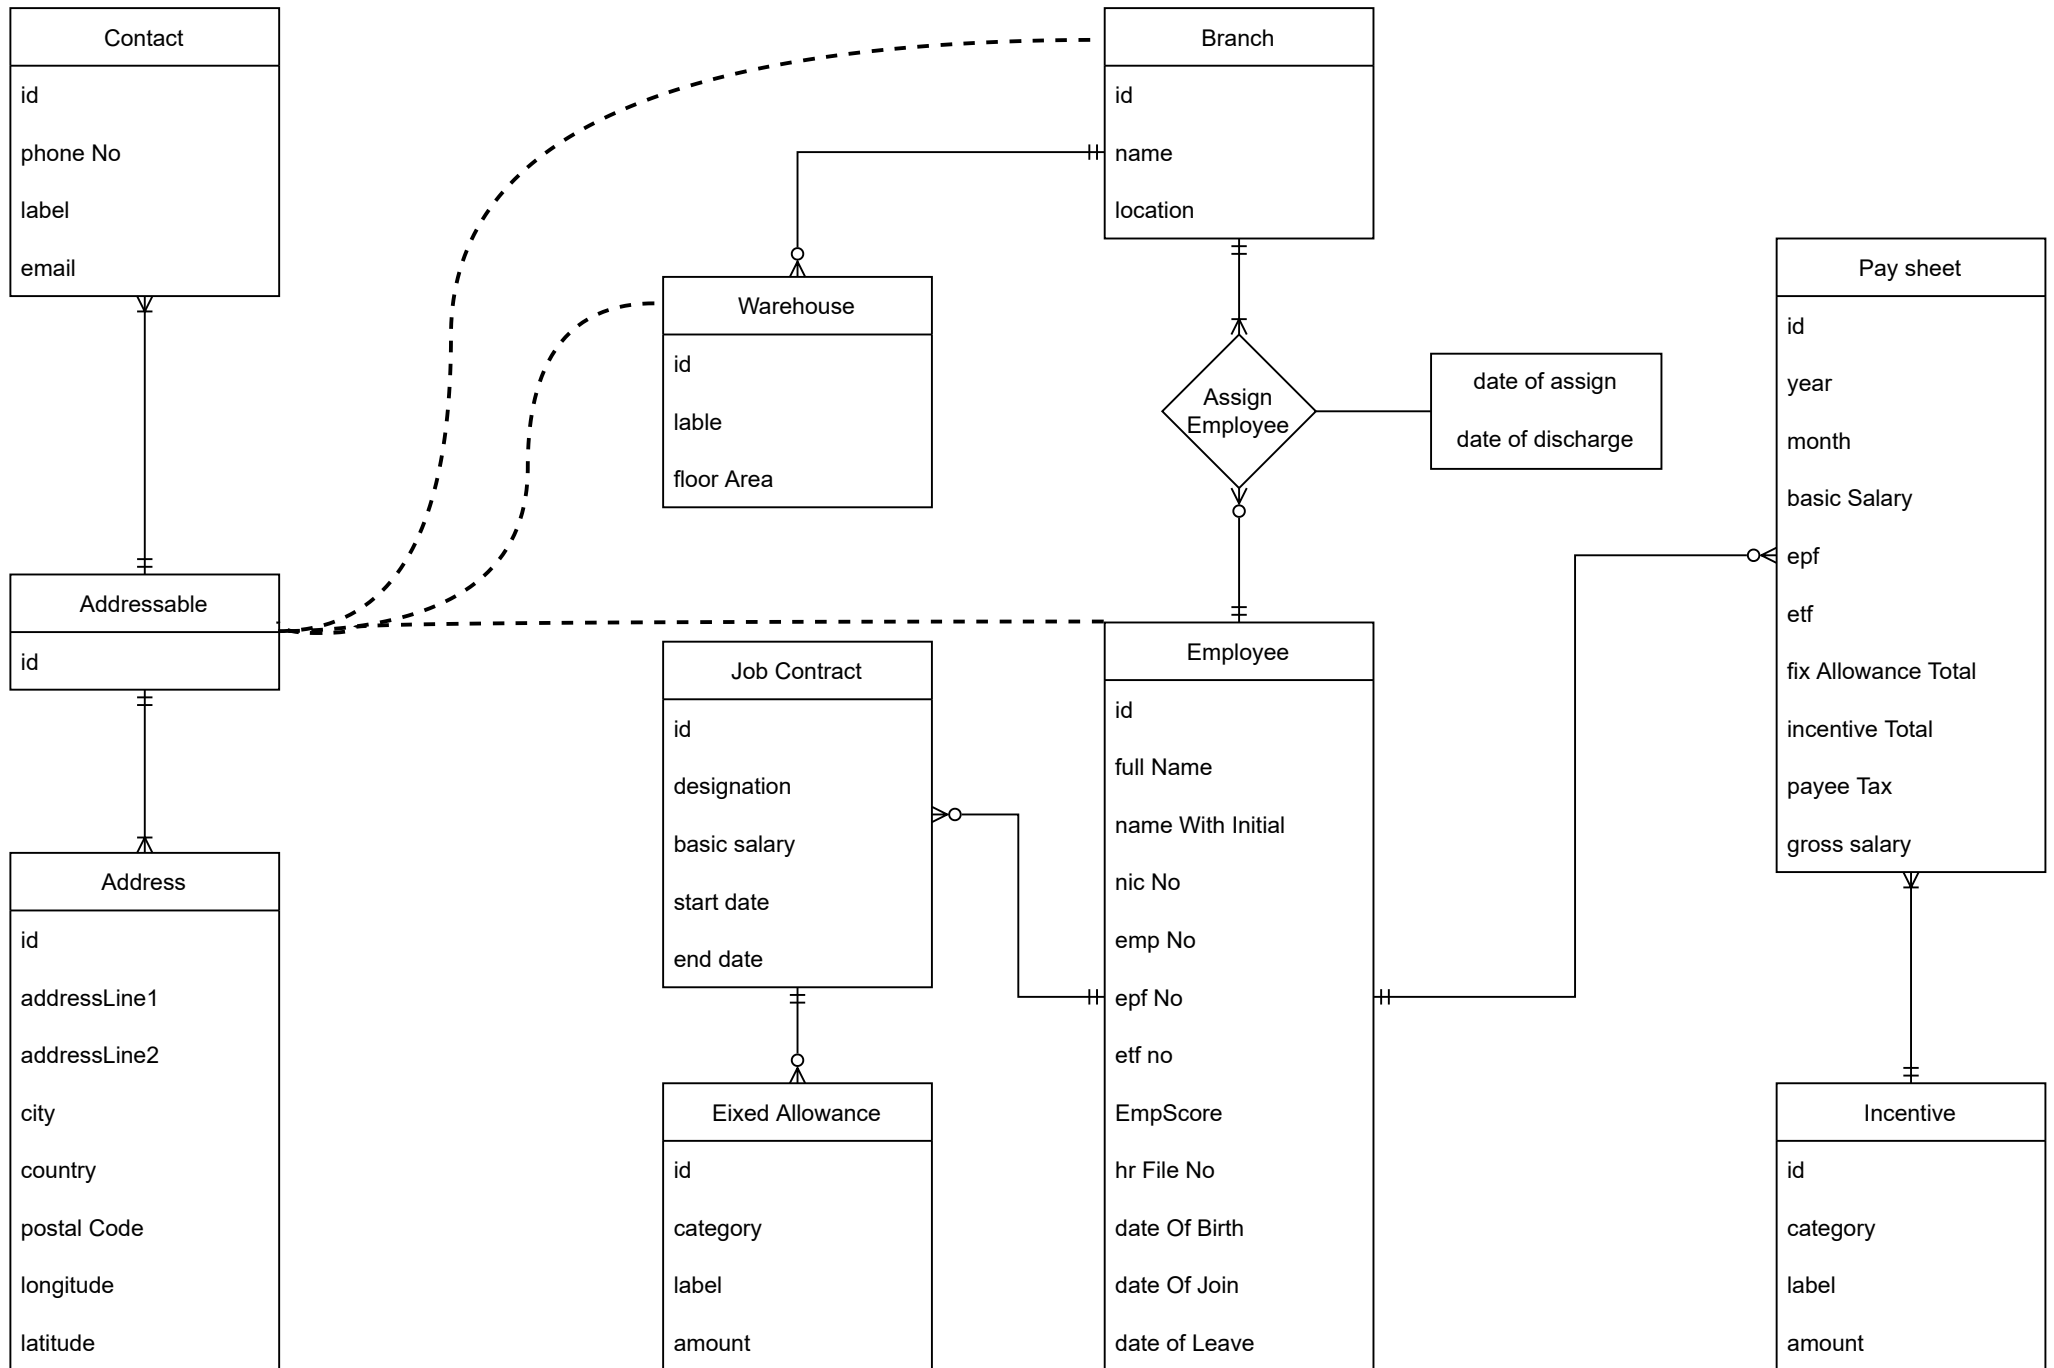 Contact
id
phone No
label
email
Branch
id
name
location
Warehouse
id
lable
floor Area
Assign
Employee
date of assign
date of discharge
Pay sheet
id
year
month
basic Salary
epf
etf
fix Allowance Total
incentive Total
payee Tax
gross salary
Addressable
id
Job Contract
id
designation
basic salary
start date
end date
Employee
id
full Name
name With Initial
nic No
emp No
epf No
etf no
EmpScore
hr File No
date Of Birth
date Of Join
date of Leave
Address
id
addressLine1
addressLine2
city
country
postal Code
longitude
latitude
Eixed Allowance
id
category
label
amount
Incentive
id
category
label
amount